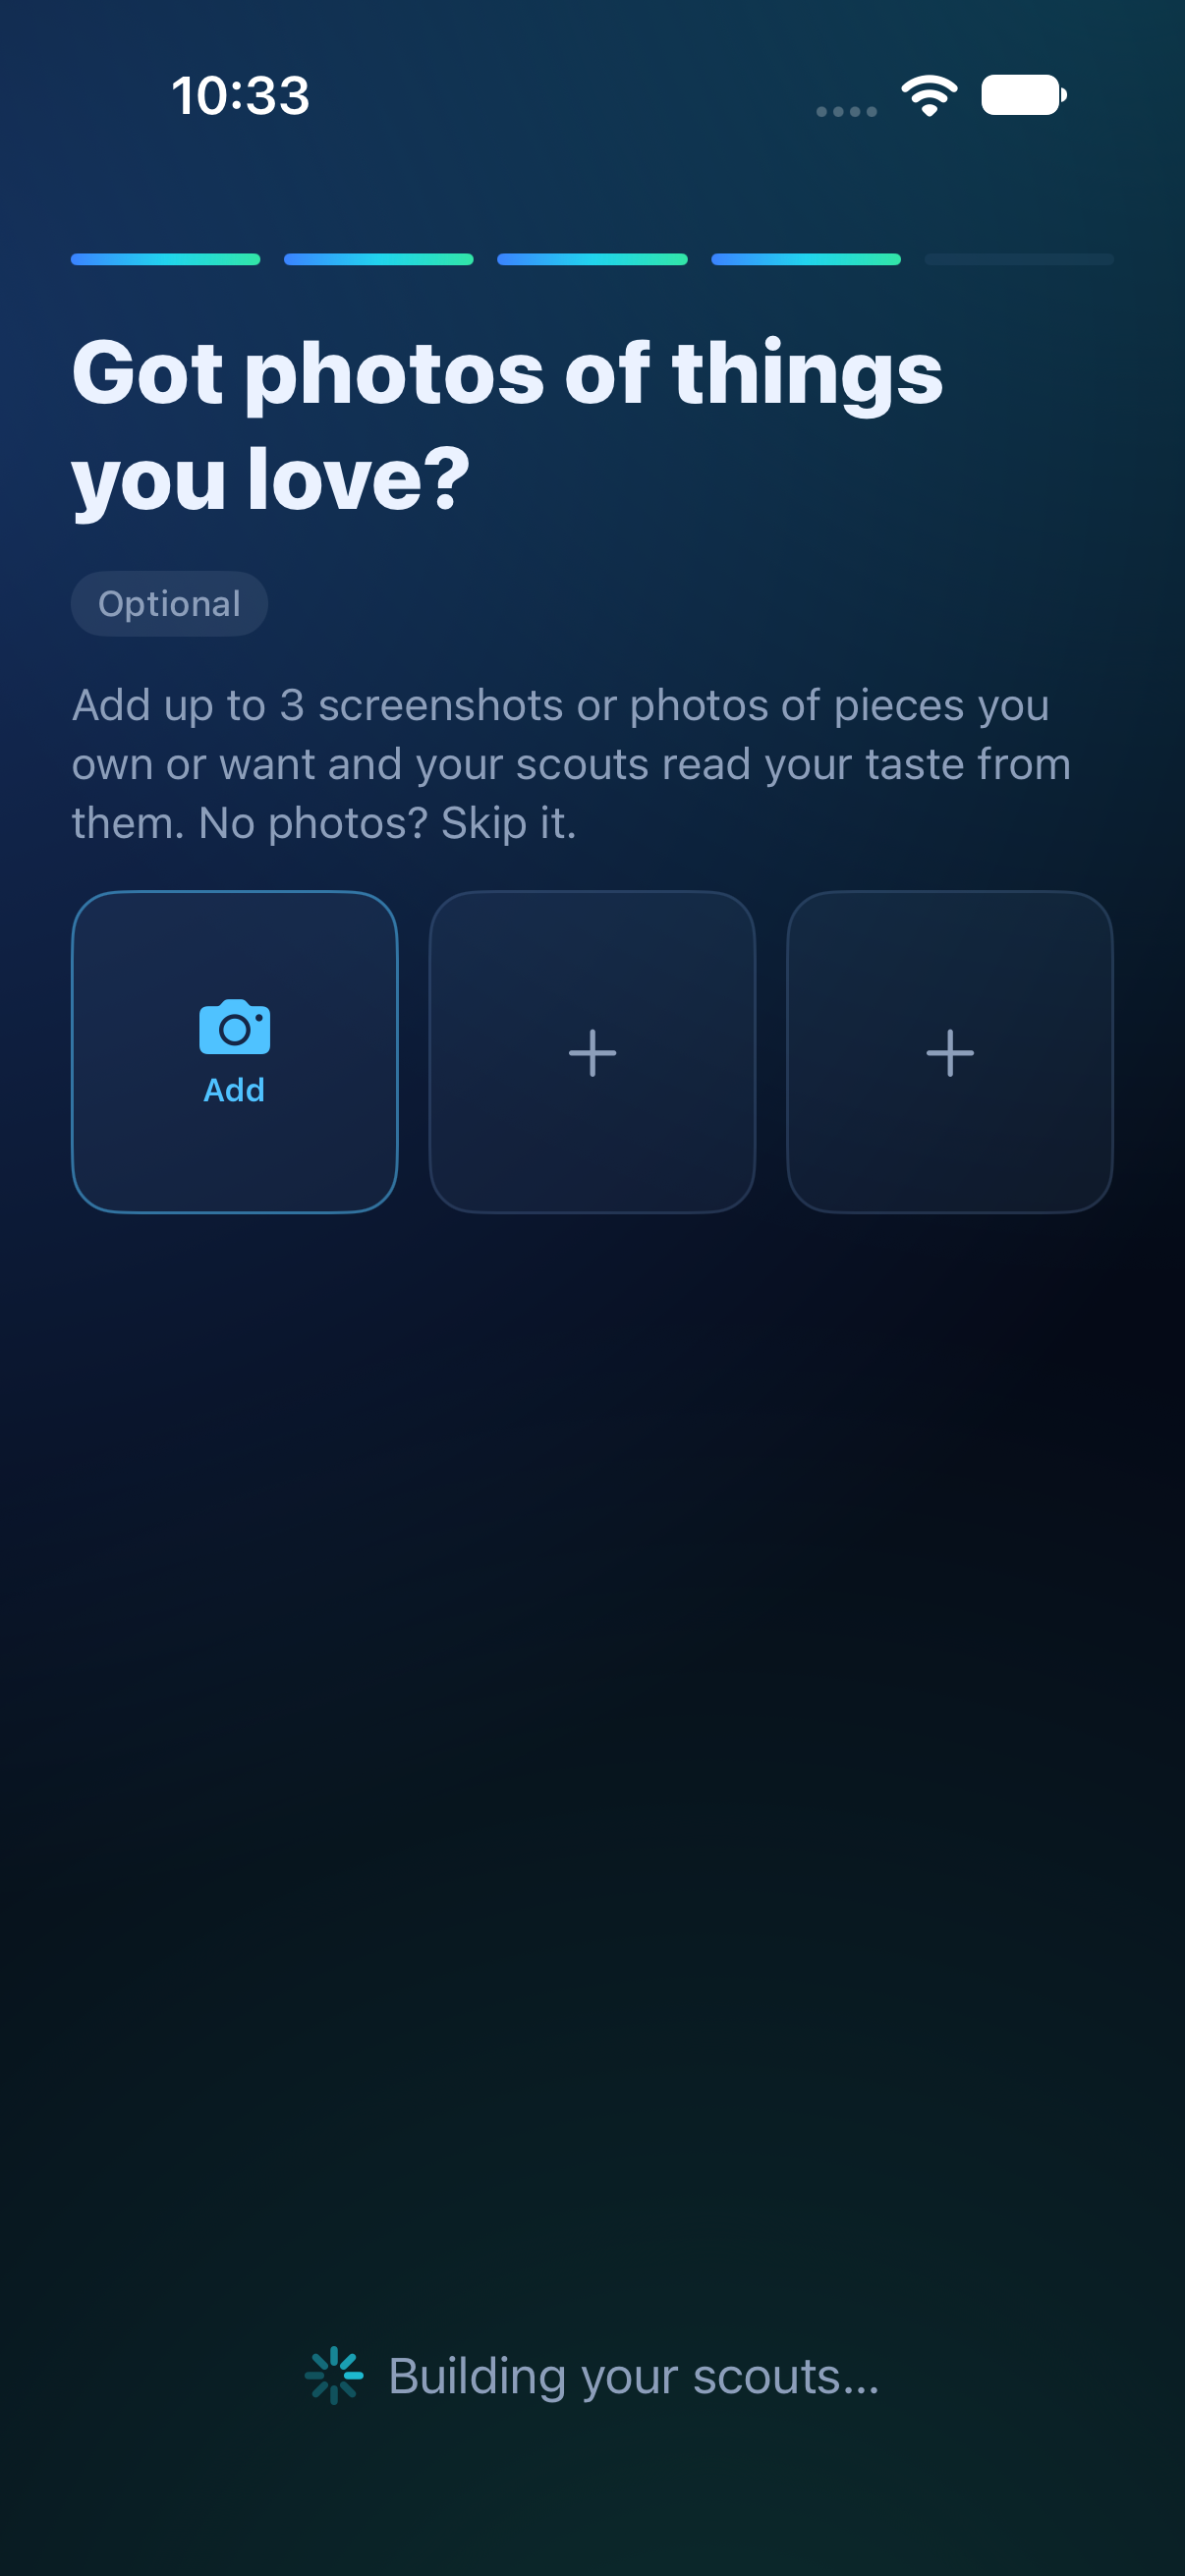 10:33
Got photos of things
you love?
Optional
Add up to 3 screenshots or photos of pieces you
own or want and your scouts read your taste from
them. No photos? Skip it.
Add
Building your scouts...